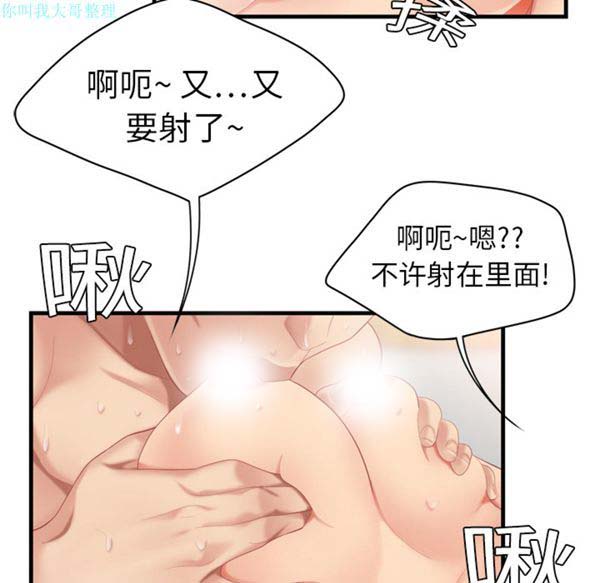 你叫我大哥整理
揉
啊呃~ 又...又
要射了~
啊呃~嗯??
不许射在里面!
啾
啾